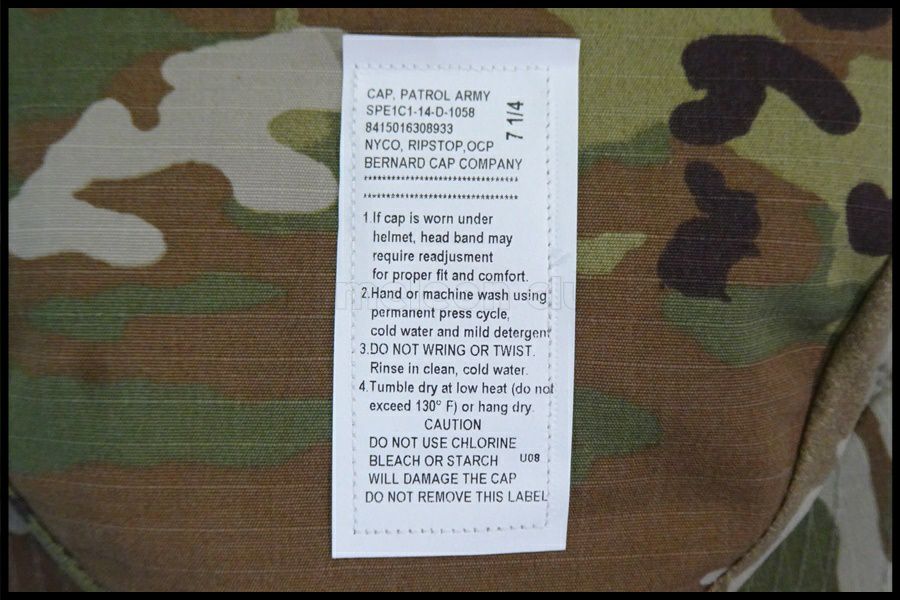 CAP, PATROL ARMY
SPE1C1-14-D-1058
8415016308933
NYCO, RIPSTOP,OCP
BERNARD CAP COMPANY
7 1/4
*********************************
*********************************
1.If cap is worn under
helmet, head band may
require readjusment
for proper fit and comfort.
2.Hand or machine wash using
permanent press cycle,
cold water and mild detergent
3.DO NOT WRING OR TWIST.
Rinse in clean, cold water.
4.Tumble dry at low heat (do not
exceed 130° F) or hang dry.
CAUTION
DO NOT USE CHLORINE
BLEACH OR STARCH U08
WILL DAMAGE THE CAP
DO NOT REMOVE THIS LABEL